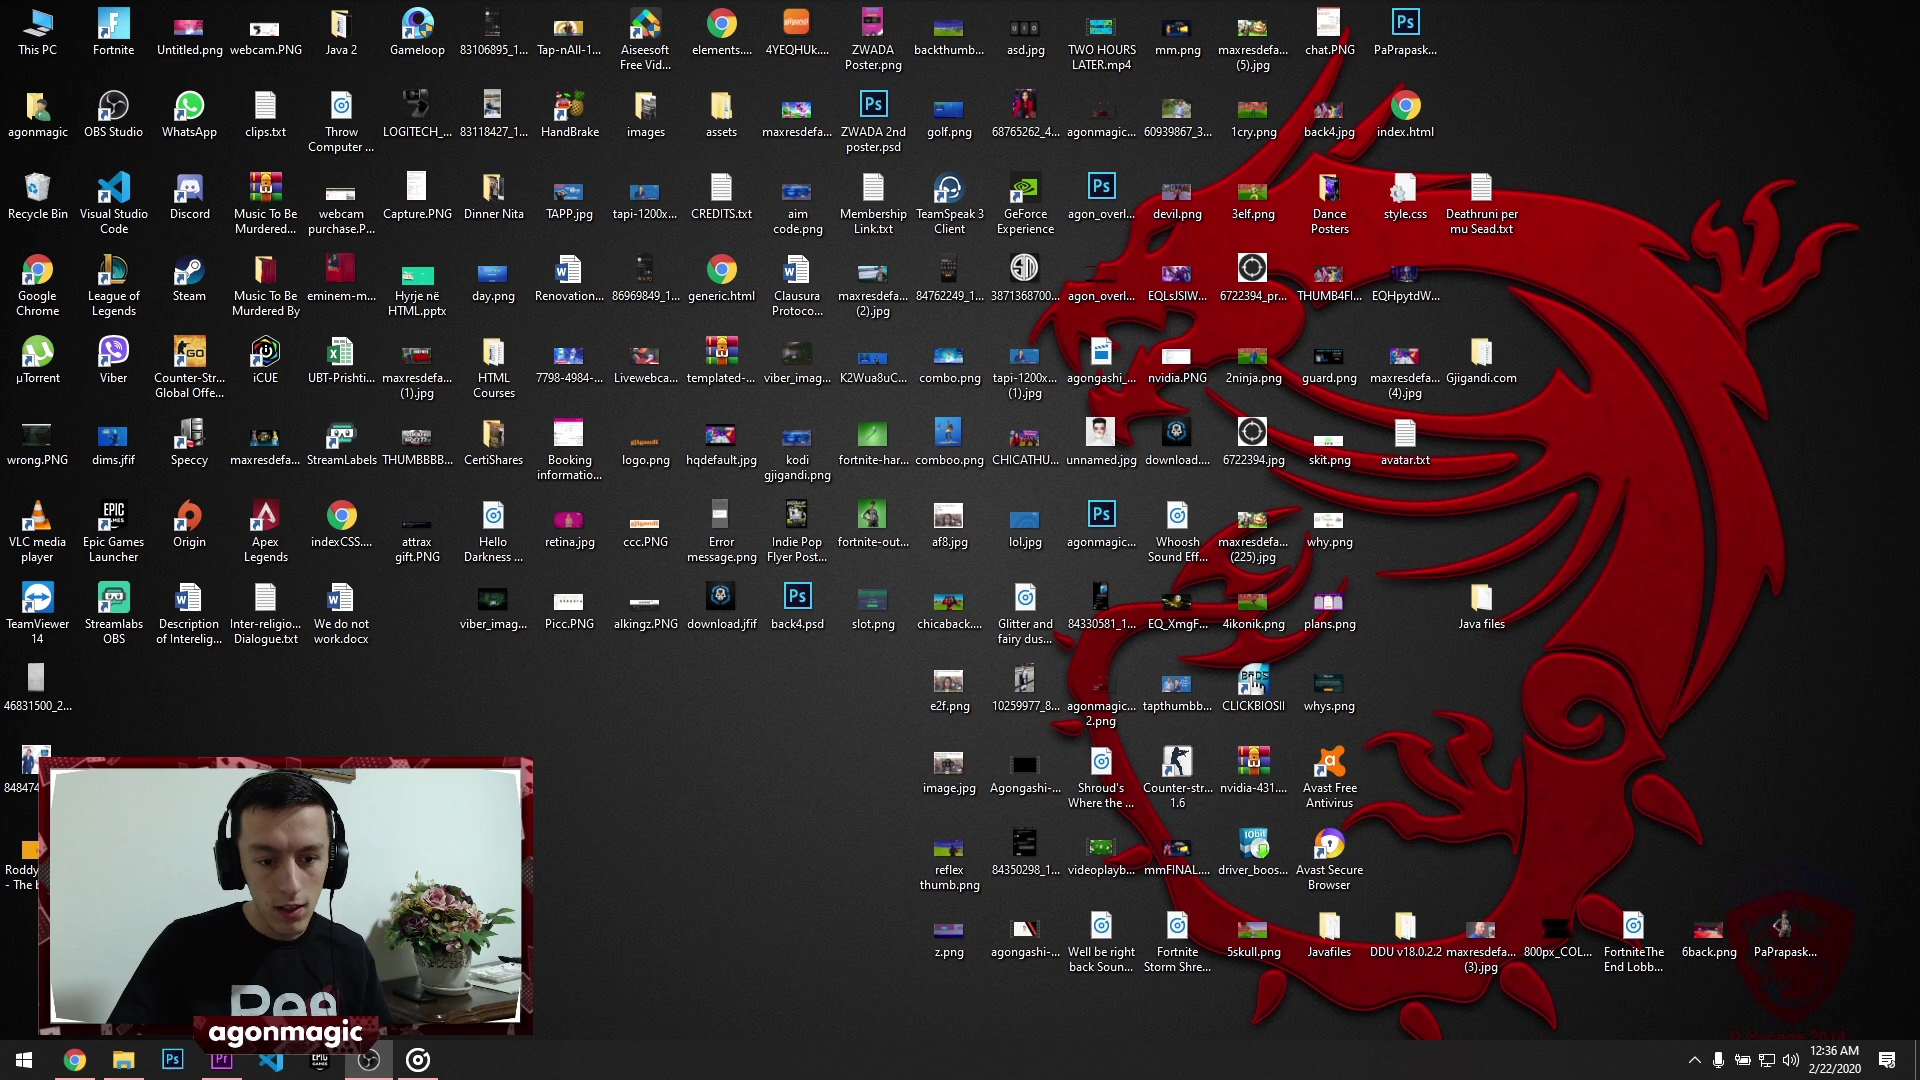 This PC
Fortnite
Untitled.png
webcam.PNG
Java 2
Gameloop
83106895_1...
Tap-nAll-1...
Aiseesoft
Free Vid...
elements....
4YEQHUk....
ZWADA
Poster.png
backthumb...
asd.jpg
TWO HOURS
LATER.mp4
mm.png
maxresdefa...
(5).jpg
chat.PNG
PaPrapask...
agonmagic
OBS Studio
WhatsApp
clips.txt
Throw
Computer ...
LOGITECH_...
83118427_1...
HandBrake
images
assets
maxresdefa...
ZWADA 2nd
poster.psd
golf.png
68765262_4...
agonmagic...
60939867_3...
1cry.png
back4.jpg
index.html
Recycle Bin
Visual Studio
Code
Discord
Music To Be
Murdered...
webcam
purchase.P...
Capture.PNG
Dinner Nita
TAPP.jpg
tapi-1200x...
CREDITS.txt
aim
code.png
Membership
Link.txt
TeamSpeak 3
Client
GeForce
Experience
agon_overl...
devil.png
3elf.png
Dance
Posters
style.css
Deathruni per
mu Sead.txt
Google
Chrome
League of
Legends
Steam
Music To Be
Murdered By
eminem-m...
Hyrje në
HTML.pptx
day.png
Renovation...
86969849_1...
generic.html
Clausura
Protoco...
maxresdefa...
(2).jpg
84762249_1...
3871368700...
agon_overl...
EQLsJSlW...
6722394_pr...
THUMB4Fl...
EQHpytdW...
µTorrent
Viber
Counter-Str...
Global Offe...
iCUE
UBT-Prishti...
maxresdefa...
(1).jpg
HTML
Courses
7798-4984-...
Livewebca...
templated-...
viber_imag...
K2Wua8uC...
combo.png
tapi-1200x...
(1).jpg
agongashi_...
nvidia.PNG
2ninja.png
guard.png
maxresdefa...
(4).jpg
Gjigandi.com
wrong.PNG
dims.jfif
Speccy
maxresdefa...
StreamLabels
THUMBBBB...
CertiShares
Booking
informatio...
logo.png
hqdefault.jpg
kodi
gjigandi.png
fortnite-har...
comboo.png
CHICATHU...
unnamed.jpg
download....
6722394.jpg
skit.png
avatar.txt
VLC media
player
Epic Games
Launcher
Origin
Apex
Legends
indexCSS....
attrax
gift.PNG
Hello
Darkness ...
retina.jpg
ccc.PNG
Error
message.png
Indie Pop
Flyer Post...
fortnite-out...
af8.jpg
lol.jpg
agonmagic...
Whoosh
Sound Eff...
maxresdefa...
(225).jpg
why.png
TeamViewer
14
Streamlabs
OBS
Description
of Interelig...
Inter-religio...
Dialogue.txt
We do not
work.docx
viber_imag...
Picc.PNG
alkingz.PNG
download.jfif
back4.psd
slot.png
chicaback....
Glitter and
fairy dus...
84330581_1...
EQ_XmgF...
4ikonik.png
plans.png
Java files
46831500_2...
e2f.png
10259977_8...
agonmagic...
2.png
tapthumbb...
CLICKBIOSII
whys.png
848474
image.jpg
Agongashi-...
Shroud's
Where the ...
Counter-str...
1.6
nvidia-431....
Avast Free
Antivirus
Roddy
- The b
reflex
thumb.png
84350298_1...
videoplayb...
mmFINAL....
driver_boos...
Avast Secure
Browser
z.png
agongashi-...
Well be right
back Soun...
Fortnite
Storm Shre...
5skull.png
Javafiles
DDU v18.0.2.2
maxresdefa...
(3).jpg
800px_COL...
FortniteThe
End Lobb...
6back.png
PaPrapask...
agonmagic
12:36 AM
2/22/2020